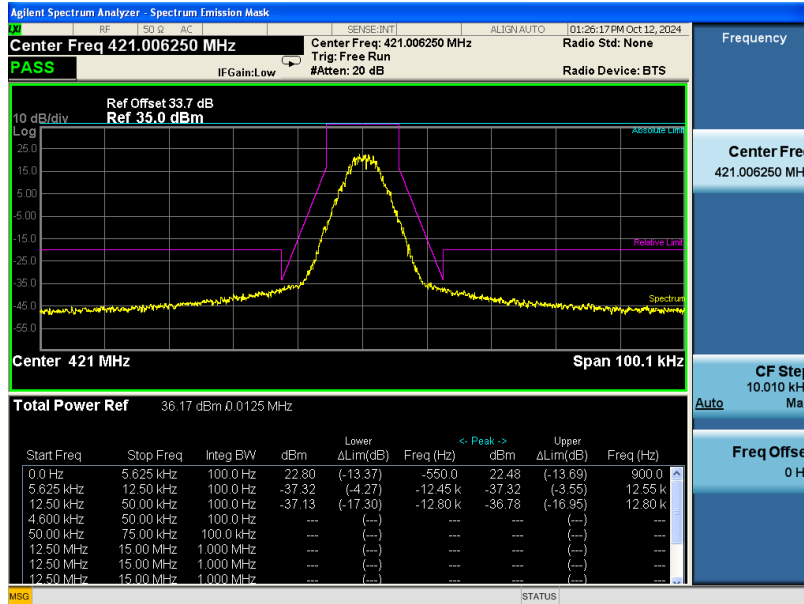 Agilent Spectrum Analyzer - Spectrum Emission Mask
LXI RF 50 Ω AC SENSE:INT ALIGN AUTO 01:26:17 PM Oct 12, 2024
Center Freq 421.006250 MHz
Center Freq: 421.006250 MHz
Radio Std: None
Trig: Free Run
PASS
IFGain:Low
#Atten: 20 dB
Radio Device: BTS
Ref Offset 33.7 dB
10 dB/div Ref 35.0 dBm
Log
Absolute Limit
25.0
15.0
5.00
-5.00
-15.0
Relative Limit
-25.0
-35.0
Spectrum
-45.0
-55.0
Center 421 MHz Span 100.1 kHz
Total Power Ref 36.17 dBm / 0.0125 MHz
Lower <- Peak -> Upper
Start Freq Stop Freq Integ BW dBm ΔLim(dB) Freq (Hz) dBm ΔLim(dB) Freq (Hz)
0.0 Hz 5.625 kHz 100.0 Hz 22.80 (-13.37) -550.0 22.48 (-13.69) 900.0
5.625 kHz 12.50 kHz 100.0 Hz -37.32 (-4.27) -12.45 k -37.32 (-3.55) 12.55 k
12.50 kHz 50.00 kHz 100.0 Hz -37.13 (-17.30) -12.80 k -36.78 (-16.95) 12.80 k
4.600 kHz 50.00 kHz 100.0 Hz --- (---) --- --- (---) ---
50.00 kHz 75.00 kHz 100.0 kHz --- (---) --- --- (---) ---
12.50 MHz 15.00 MHz 1.000 MHz --- (---) --- --- (---) ---
12.50 MHz 15.00 MHz 1.000 MHz --- (---) --- --- (---) ---
12.50 MHz 15.00 MHz 1.000 MHz --- (---) --- --- (---) ---
MSG STATUS
Frequency
Center Fre
421.006250 MH
CF Step
10.010 kH
Auto Ma
Freq Offse
0 H